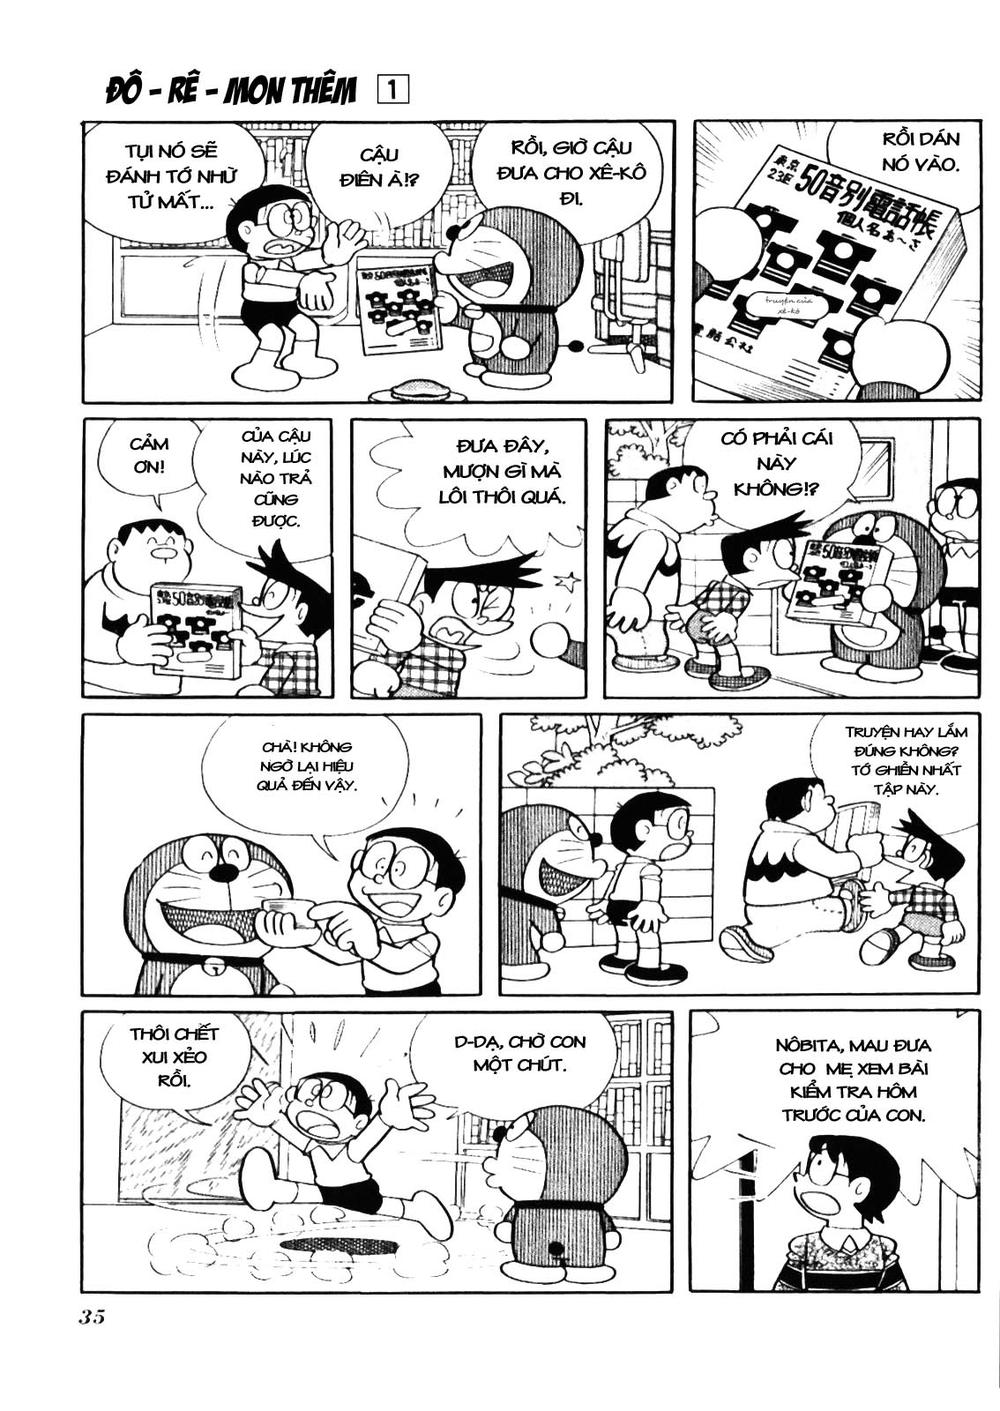 ĐÔ - RÊ - MON THÊM 1
RỒI DÁN
NÓ VÀO.
東京
23区
50音別電話帳
個人名 あ～さ
truyện của
xê-kô
電話公社
RỒI, GIỜ CẬU
ĐƯA CHO XÊ-KÔ
ĐI.
CẬU
ĐIÊN À!?
TỤI NÓ SẼ
ĐÁNH TỚ NHỪ
TỬ MẤT...
CÓ PHẢI CÁI
NÀY
KHÔNG!?
ĐƯA ĐÂY,
MƯỢN GÌ MÀ
LÔI THÔI QUÁ.
CỦA CẬU
NÀY, LÚC
NÀO TRẢ
CŨNG
ĐƯỢC.
CẢM
ƠN!
TRUYỆN HAY LẮM
ĐÚNG KHÔNG?
TỚ GHIỀN NHẤT
TẬP NÀY.
CHÀ! KHÔNG
NGỜ LẠI HIỆU
QUẢ ĐẾN VẬY.
NÔBITA, MAU ĐƯA
CHO MẸ XEM BÀI
KIỂM TRA HÔM
TRƯỚC CỦA CON.
D-DẠ, CHỜ CON
MỘT CHÚT.
THÔI CHẾT
XUI XẺO
RỒI.
35